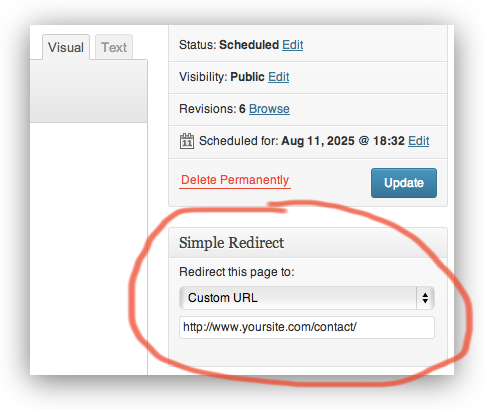 Visual Text
Status: Scheduled Edit
Visibility: Public Edit
Revisions: 6 Browse
11 Scheduled for: Aug 11, 2025 @ 18:32 Edit
Delete Permanently Update
Simple Redirect
Redirect this page to:
Custom URL
http://www.yoursite.com/contact/